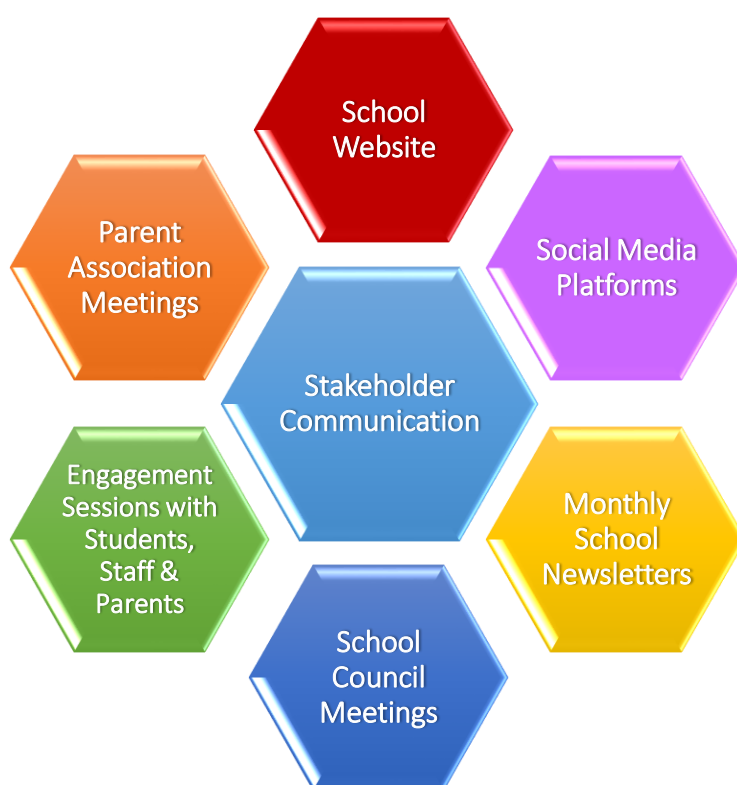 School
Website
Parent
Association
Meetings
Social Media
Platforms
Stakeholder
Communication
Engagement
Sessions with
Students,
Staff &
Parents
Monthly
School
Newsletters
School
Council
Meetings